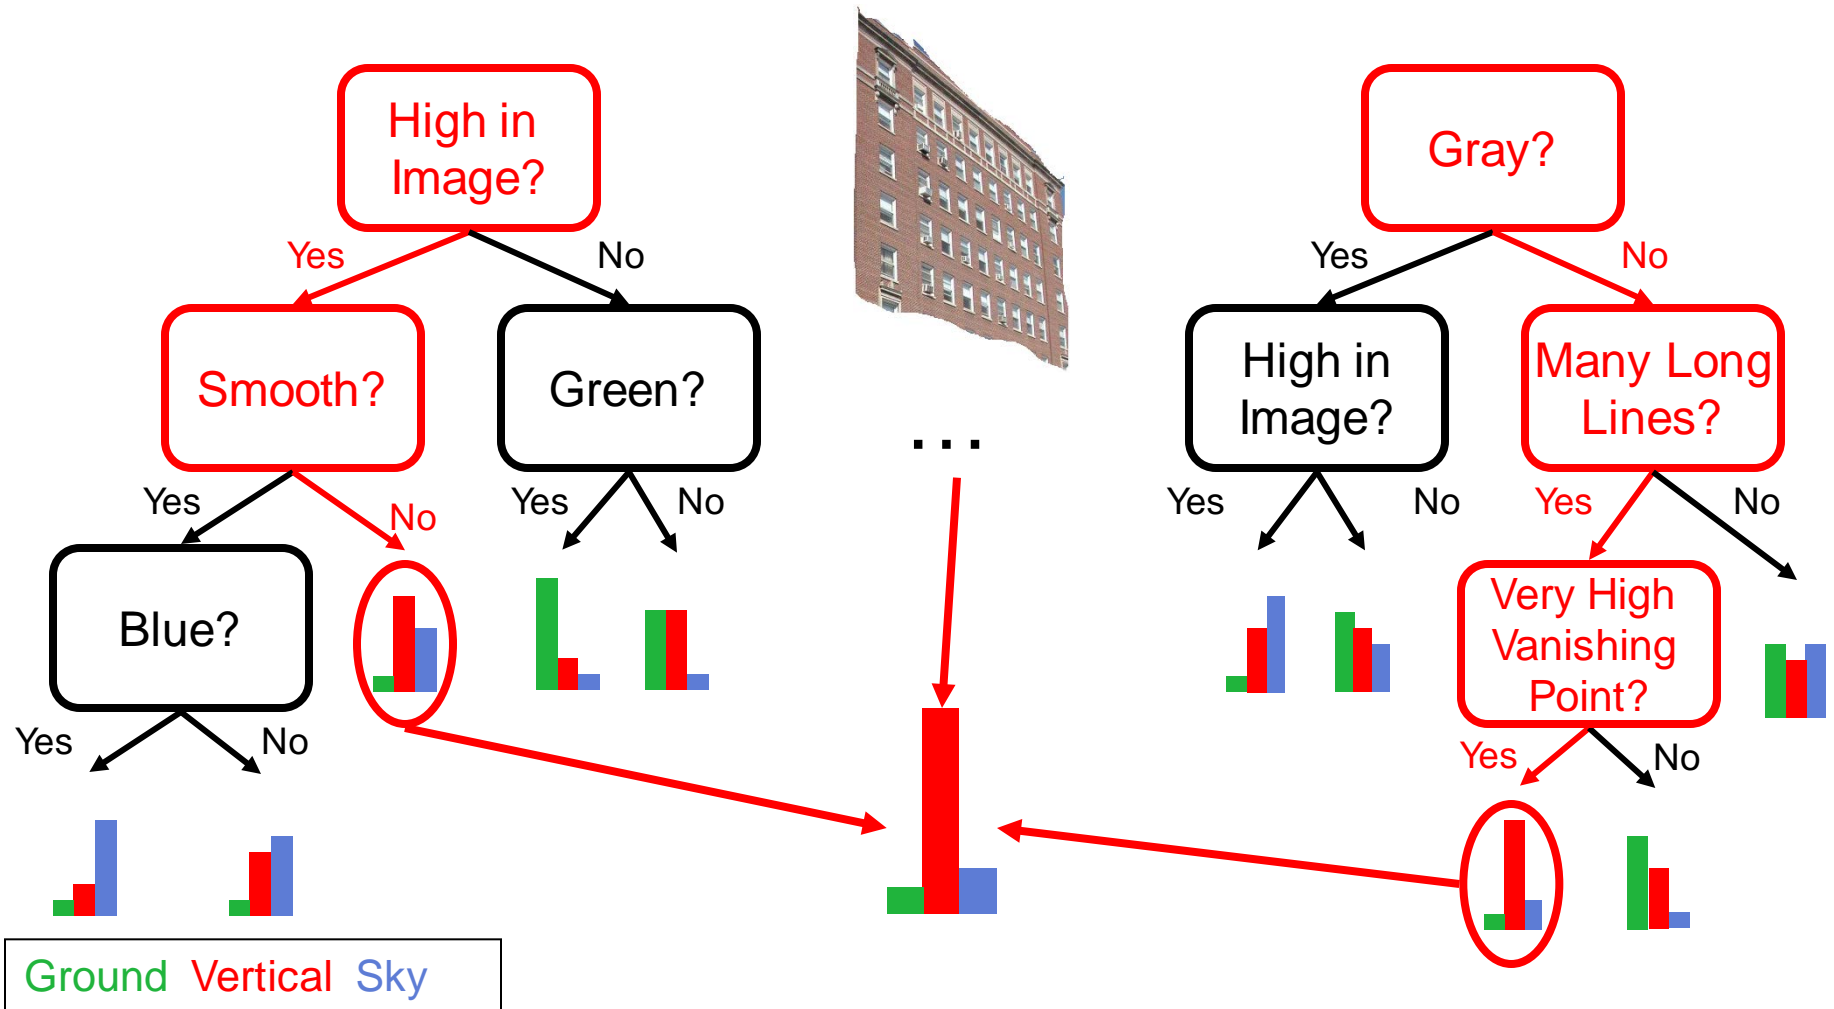 High in
Image?
Yes
No
Smooth?
Green?
Yes
No
Yes
No
Blue?
Yes
No
...
Gray?
Yes
No
High in
Image?
Many Long
Lines?
Yes
No
Yes
No
Very High
Vanishing
Point?
Yes
No
Ground Vertical Sky